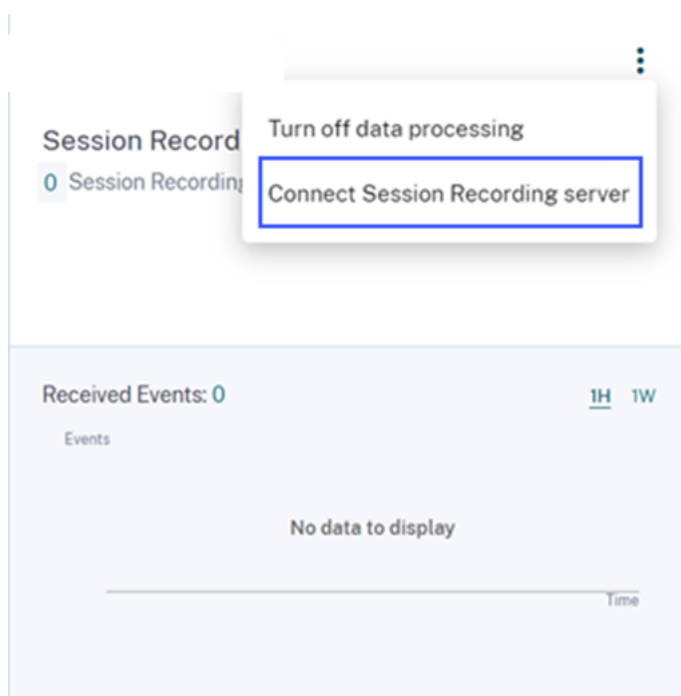 Turn off data processing
Session Record
0 Session Recording
Connect Session Recording server
Received Events: 0
1H 1W
Events
No data to display
Time